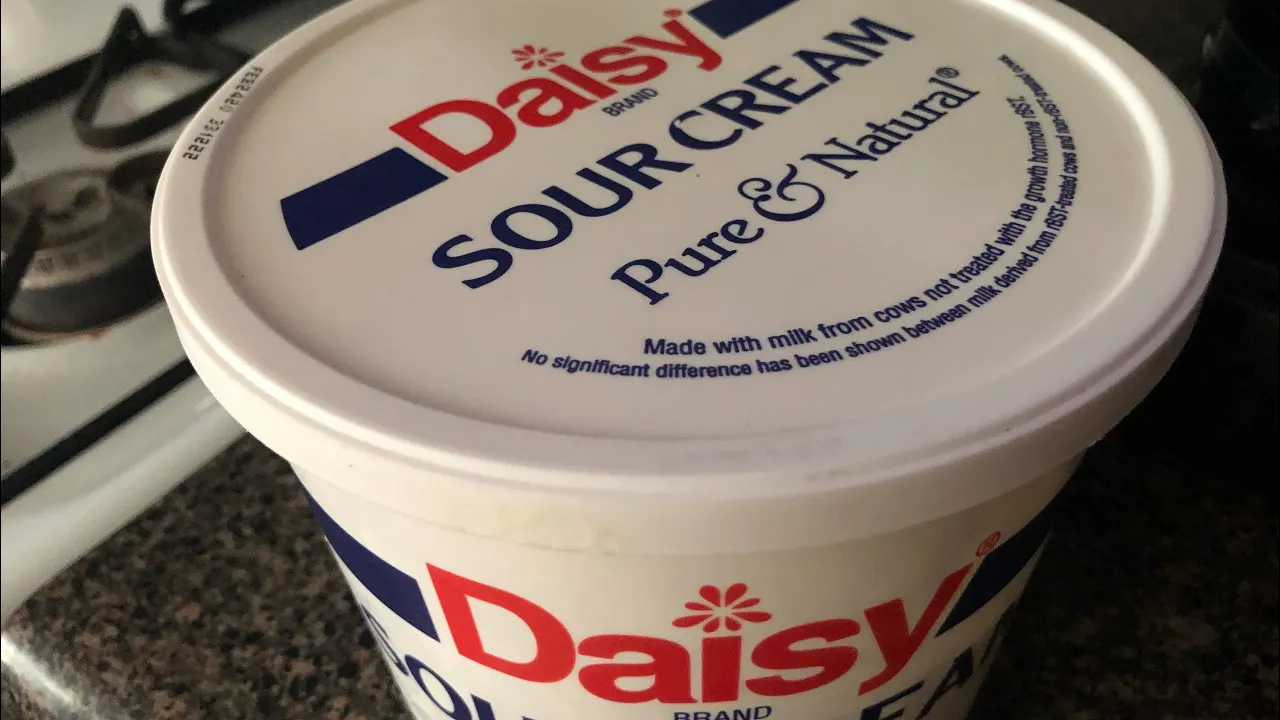 Daisy®
BRAND
SOUR CREAM
Pure & Natural®
Made with milk from cows not treated with the growth hormone rBST.
No significant difference has been shown between milk derived from rBST-treated cows and non-rBST-treated cows.
FEB2420 331222
Daisy®
BRAND